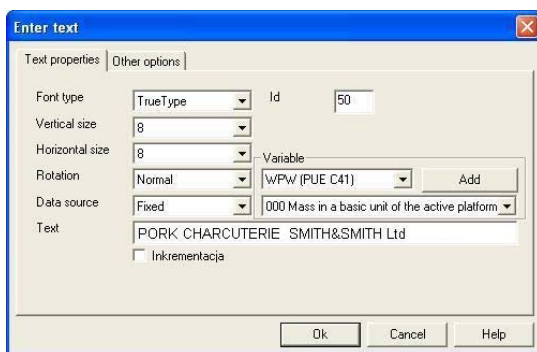 Enter text
Text properties Other options
Font type TrueType Id 50
Vertical size 8
Horizontal size 8 Variable
Rotation Normal WPW (PUE C41) Add
Data source Fixed 000 Mass in a basic unit of the active platform
Text PORK CHARCUTERIE SMITH&SMITH Ltd
Inkrementacja
Ok Cancel Help